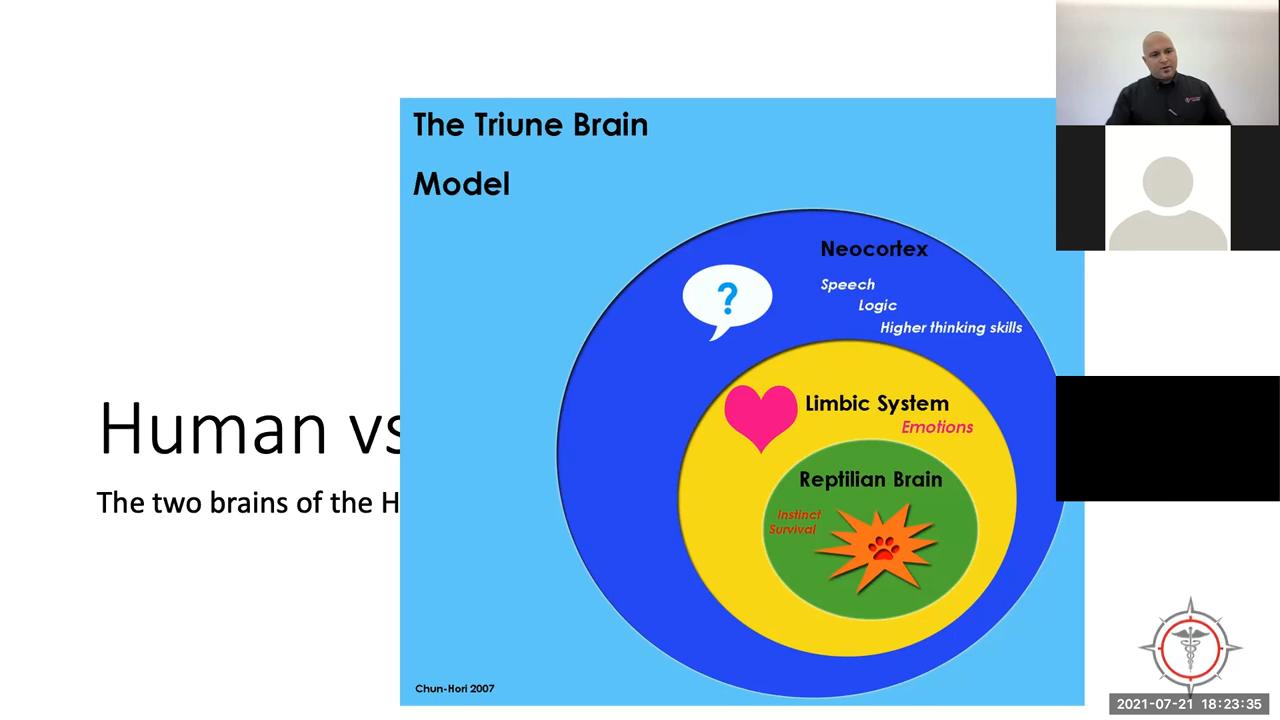 The Triune Brain
Model
Neocortex
?
Speech
Logic
Higher thinking skills
Limbic System
Emotions
Human vs
Reptilian Brain
The two brains of the H
Instinct
Survival
Chun-Hori 2007
2021-07-21 18:23:35